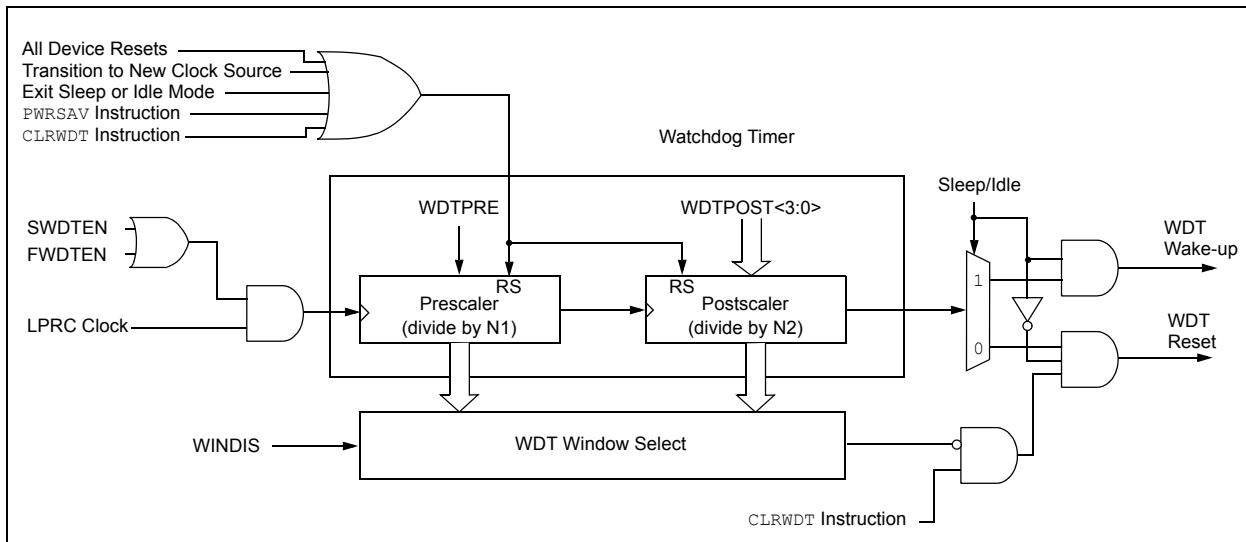 All Device Resets
Transition to New Clock Source
Exit Sleep or Idle Mode
PWRSAV Instruction
CLRWDT Instruction
Watchdog Timer
Sleep/Idle
WDTPRE
WDTPOST<3:0>
SWDTEN
FWDTEN
WDT
Wake-up
RS
RS
1
Prescaler
(divide by N1)
Postscaler
(divide by N2)
LPRC Clock
WDT
Reset
0
WINDIS
WDT Window Select
CLRWDT Instruction